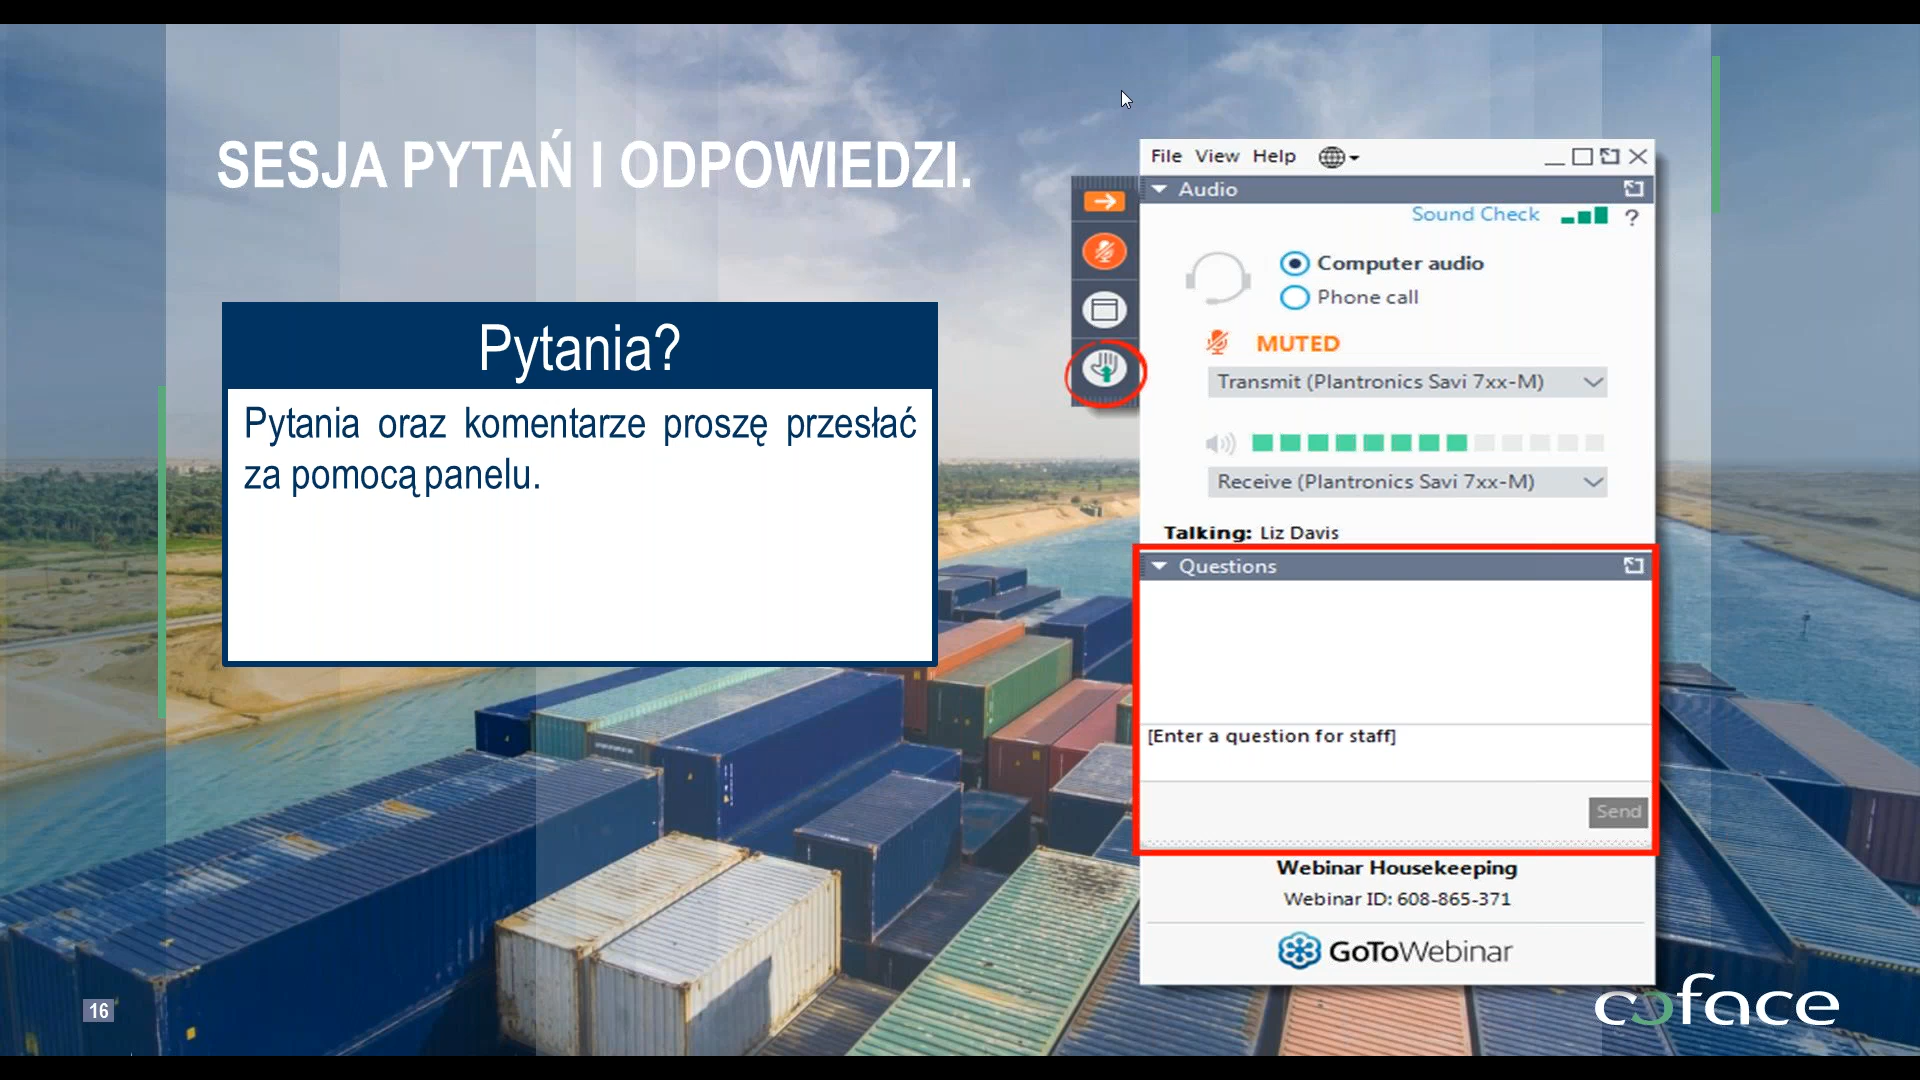 SESJA PYTAŃ I ODPOWIEDZI.
Pytania?
Pytania oraz komentarze proszę przesłać
za pomocą panelu.
File View Help
Audio
Sound Check ?
Computer audio
Phone call
MUTED
Transmit (Plantronics Savi 7xx-M)
Receive (Plantronics Savi 7xx-M)
Talking: Liz Davis
Questions
[Enter a question for staff]
Send
Webinar Housekeeping
Webinar ID: 608-865-371
GoToWebinar
16
coface